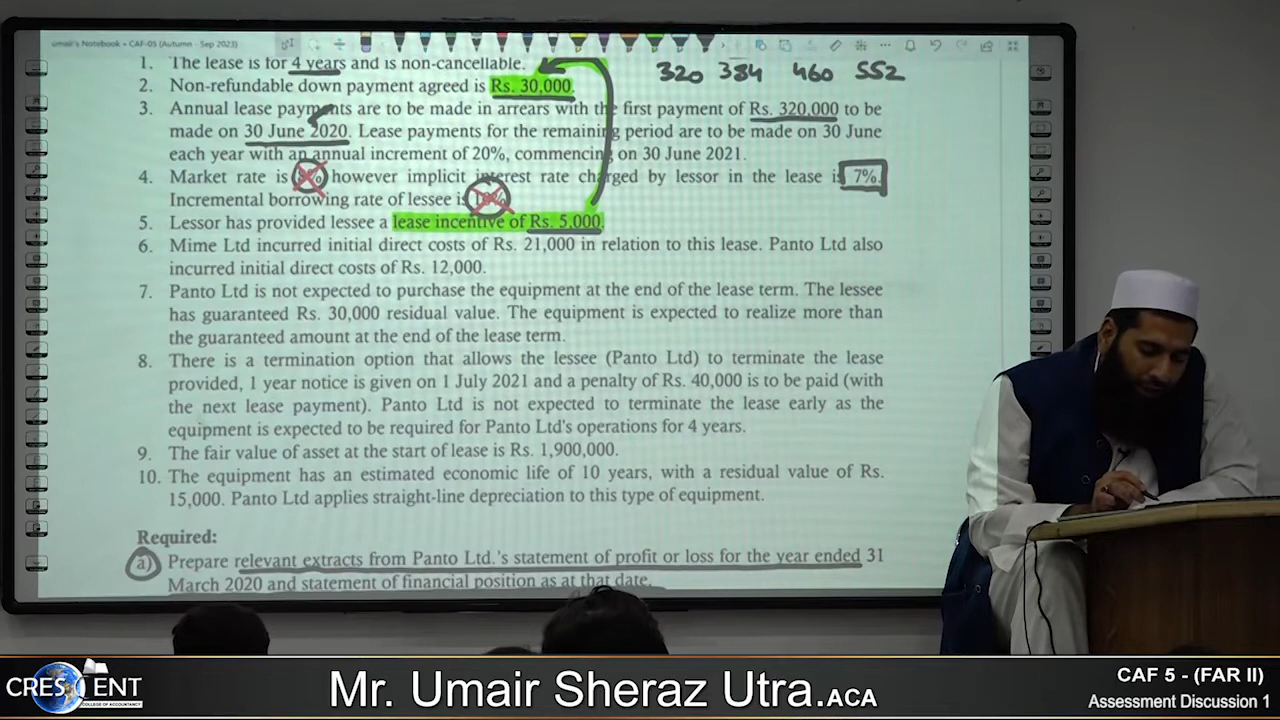 umair's Notebook • CAF-05 (Autumn - Sep 2023)
320 384 460 552
1. The lease is for 4 years and is non-cancellable.
2. Non-refundable down payment agreed is Rs. 30,000.
3. Annual lease payments are to be made in arrears with the first payment of Rs. 320,000 to be
made on 30 June 2020. Lease payments for the remaining period are to be made on 30 June
each year with an annual increment of 20%, commencing on 30 June 2021.
4. Market rate is however implicit interest rate charged by lessor in the lease is 7%.
Incremental borrowing rate of lessee is
5. Lessor has provided lessee a lease incentive of Rs. 5,000.
6. Mime Ltd incurred initial direct costs of Rs. 21,000 in relation to this lease. Panto Ltd also
incurred initial direct costs of Rs. 12,000.
7. Panto Ltd is not expected to purchase the equipment at the end of the lease term. The lessee
has guaranteed Rs. 30,000 residual value. The equipment is expected to realize more than
the guaranteed amount at the end of the lease term.
8. There is a termination option that allows the lessee (Panto Ltd) to terminate the lease
provided, 1 year notice is given on 1 July 2021 and a penalty of Rs. 40,000 is to be paid (with
the next lease payment). Panto Ltd is not expected to terminate the lease early as the
equipment is expected to be required for Panto Ltd's operations for 4 years.
9. The fair value of asset at the start of lease is Rs. 1,900,000.
10. The equipment has an estimated economic life of 10 years, with a residual value of Rs.
15,000. Panto Ltd applies straight-line depreciation to this type of equipment.
Required:
a) Prepare relevant extracts from Panto Ltd.'s statement of profit or loss for the year ended 31
March 2020 and statement of financial position as at that date.
CRESCENT
COLLEGE OF ACCOUNTANCY
Mr. Umair Sheraz Utra.ACA
CAF 5 - (FAR II)
Assessment Discussion 1